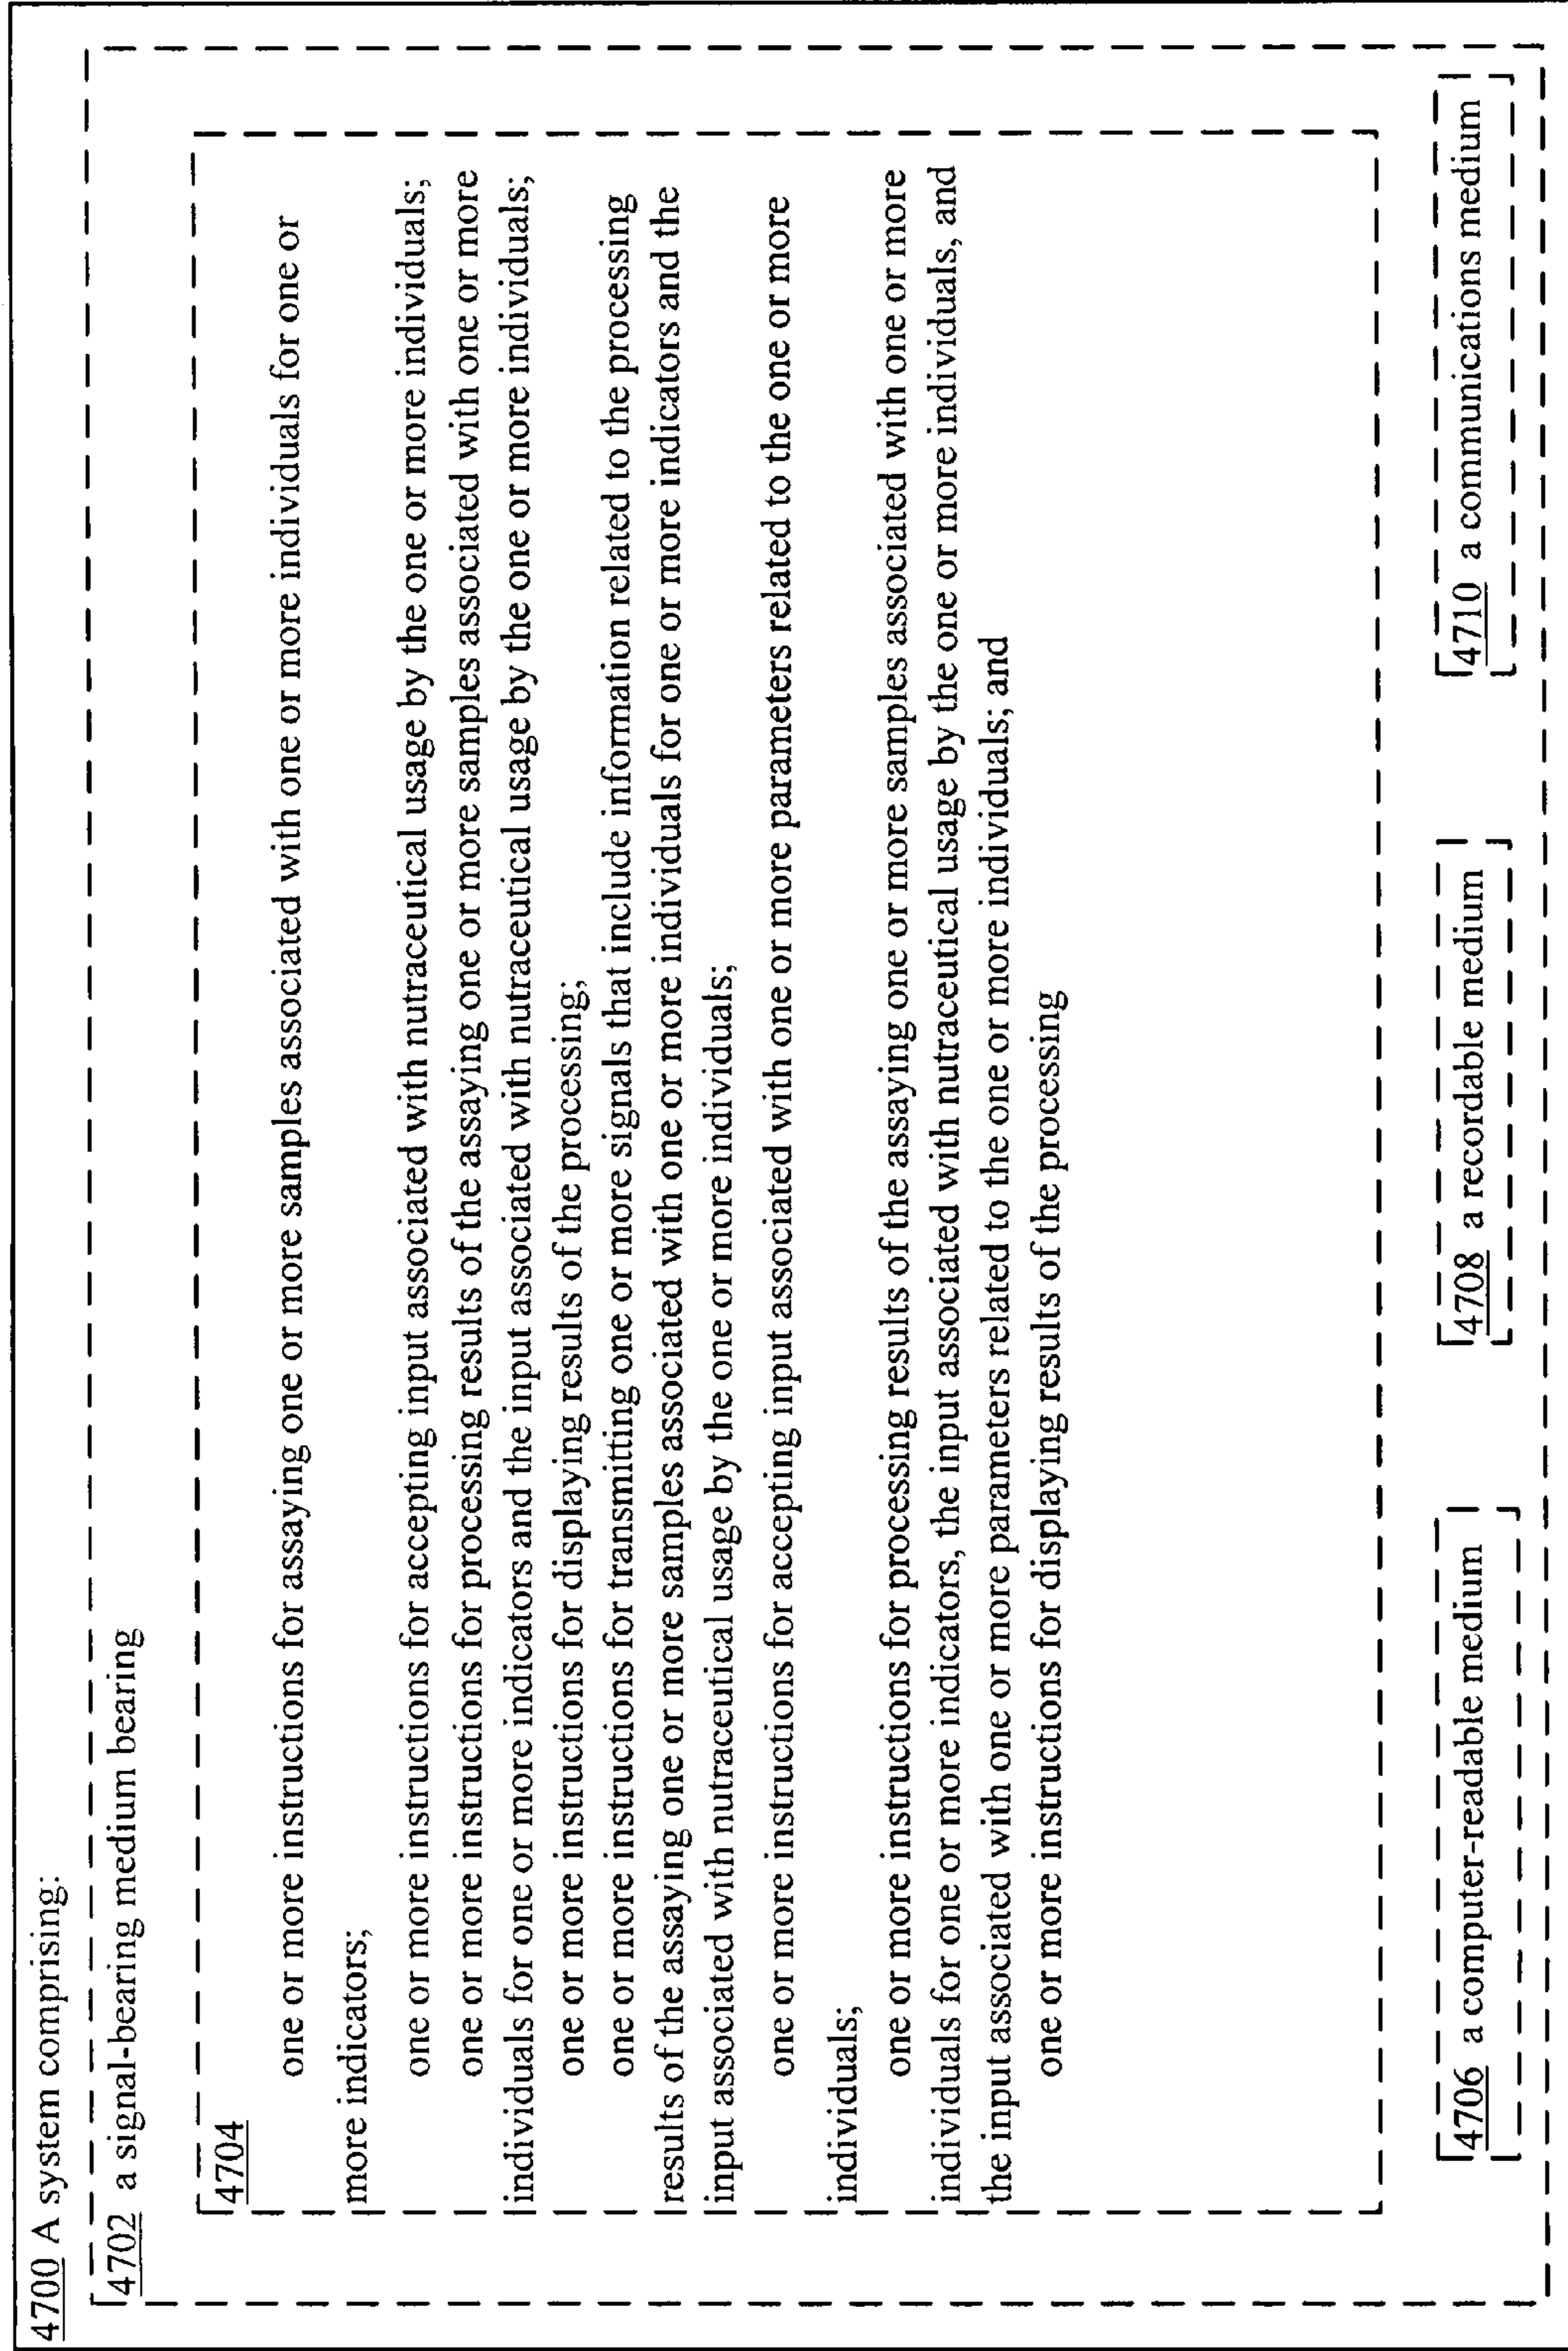 4700 A system comprising:
4702 a signal-bearing medium bearing
4704
one or more instructions for assaying one or more samples associated with one or more individuals for one or
more indicators;
one or more instructions for accepting input associated with nutraceutical usage by the one or more individuals;
one or more instructions for processing results of the assaying one or more samples associated with one or more
individuals for one or more indicators and the input associated with nutraceutical usage by the one or more individuals;
one or more instructions for displaying results of the processing;
one or more instructions for transmitting one or more signals that include information related to the processing
results of the assaying one or more samples associated with one or more individuals for one or more indicators and the
input associated with nutraceutical usage by the one or more individuals;
one or more instructions for accepting input associated with one or more parameters related to the one or more
individuals;
one or more instructions for processing results of the assaying one or more samples associated with one or more
individuals for one or more indicators, the input associated with nutraceutical usage by the one or more individuals, and
the input associated with one or more parameters related to the one or more individuals; and
one or more instructions for displaying results of the processing
4706 a computer-readable medium
4708 a recordable medium
4710 a communications medium